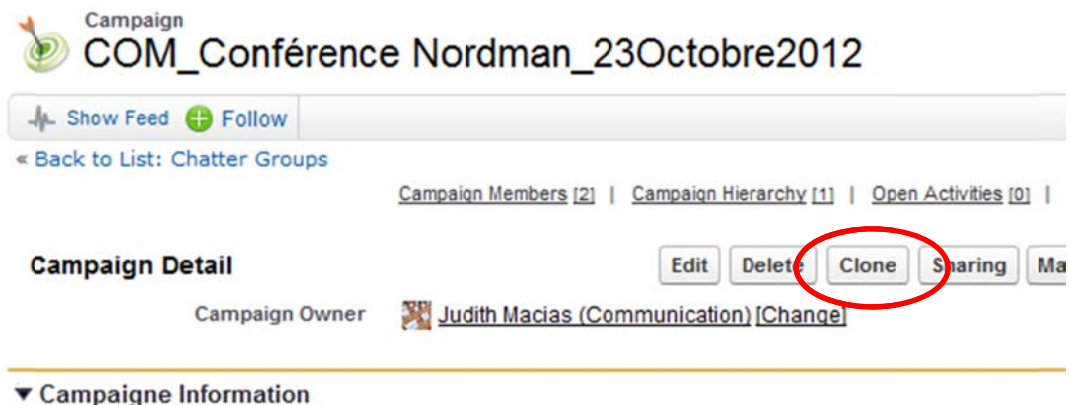 Campaign
COM_Conférence Nordman_23Octobre2012
Show Feed Follow
« Back to List: Chatter Groups
Campaign Members [2] | Campaign Hierarchy [1] | Open Activities [0] |
Campaign Detail Edit Delete Clone Sharing Ma
Campaign Owner Judith Macias (Communication) [Change]
▼ Campaigne Information